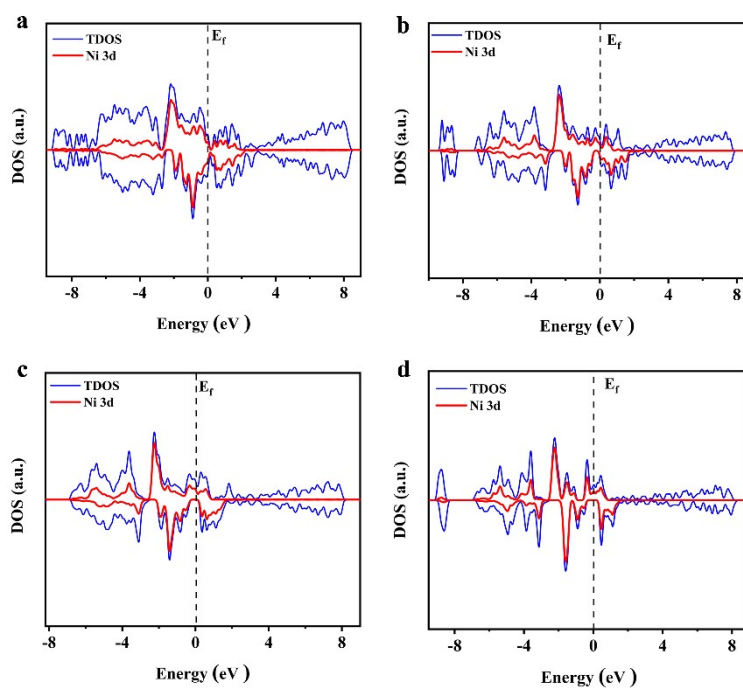 a
TDOS
Ni 3d
E_f
DOS (a.u.)
-8 -4 0 4 8
Energy (eV)
b
TDOS
Ni 3d
E_f
DOS (a.u.)
-8 -4 0 4 8
Energy (eV)
c
TDOS
Ni 3d
E_f
DOS (a.u.)
-8 -4 0 4 8
Energy (eV)
d
TDOS
Ni 3d
E_f
DOS (a.u.)
-8 -4 0 4 8
Energy (eV)